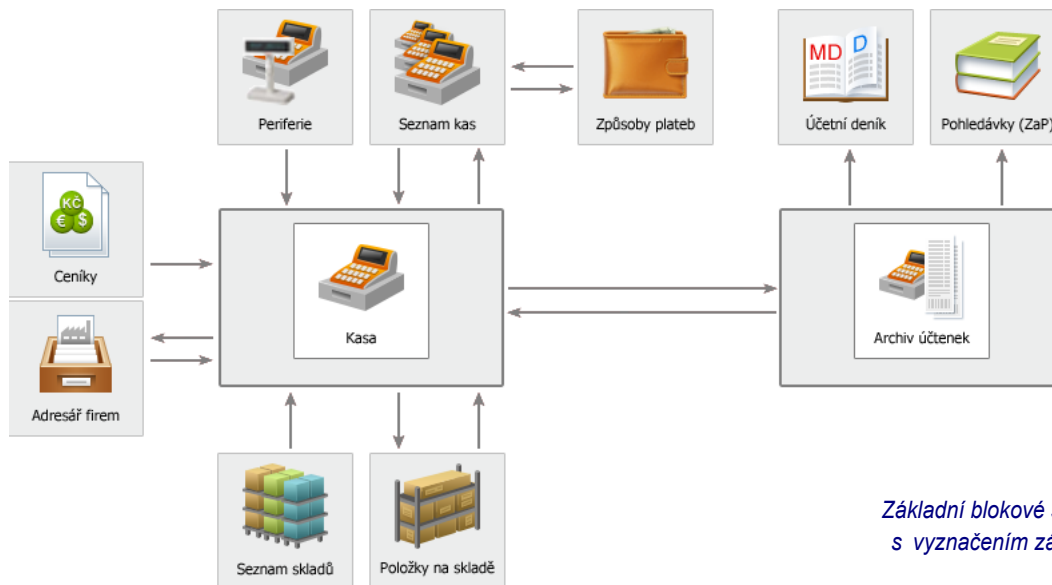 Periferie
Seznam kas
Způsoby plateb
MD D
Účetní deník
Pohledávky (ZaP)
KČ
€ $
Ceníky
Kasa
Archiv účtenek
Adresář firem
Seznam skladů
Položky na skladě
Základní blokové
s vyznačením